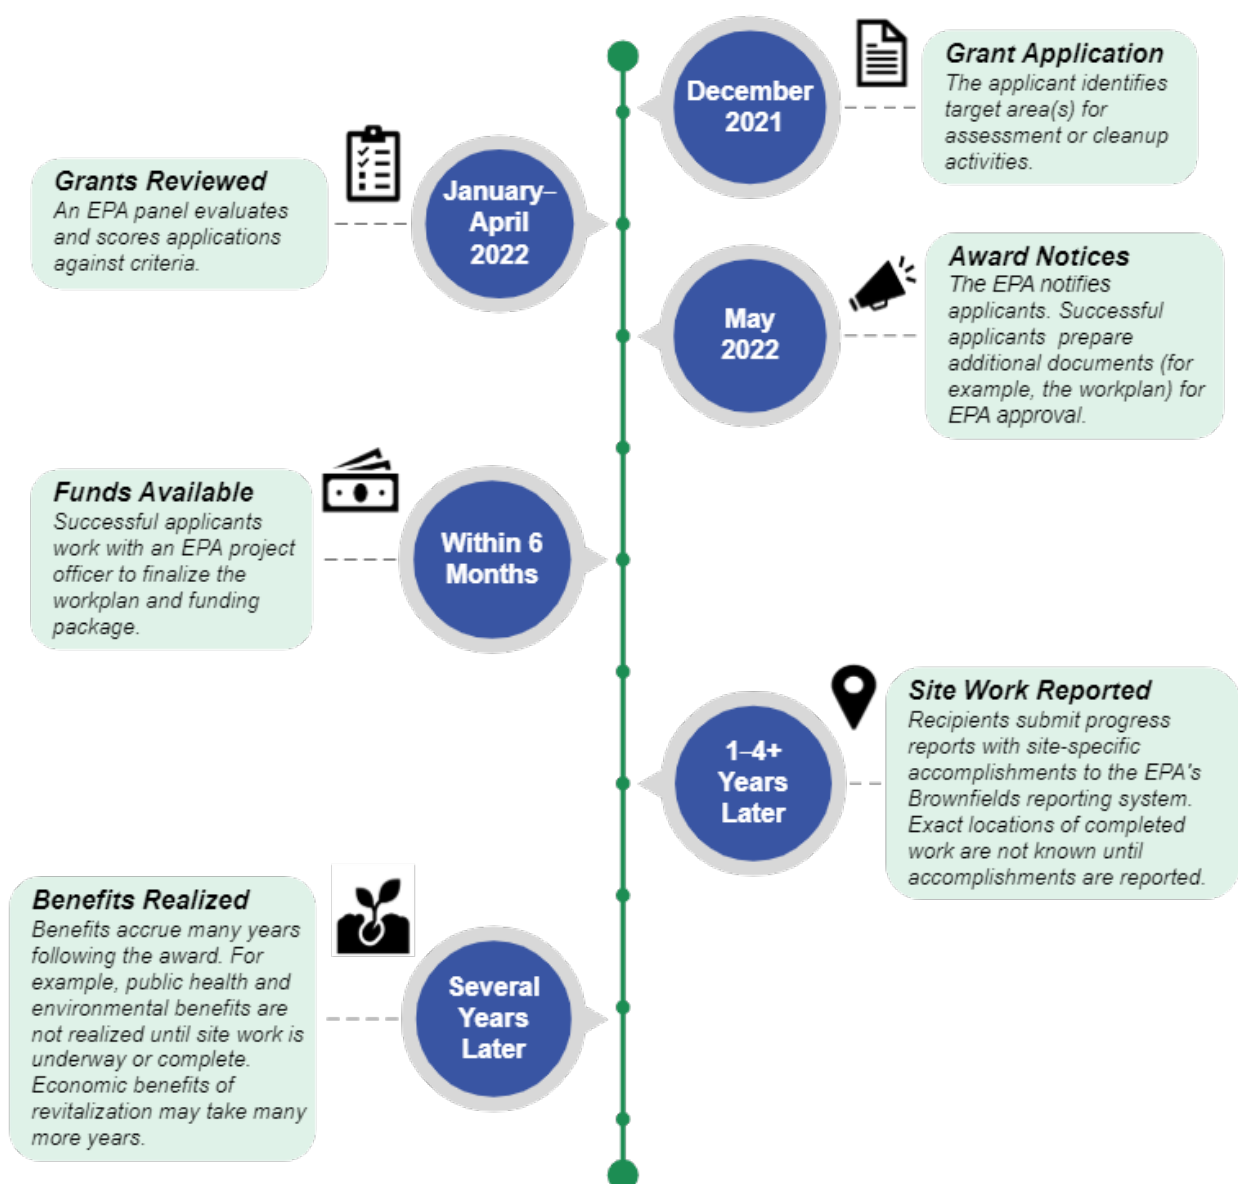 December
2021
Grant Application
The applicant identifies
target area(s) for
assessment or cleanup
activities.
Grants Reviewed
An EPA panel evaluates
and scores applications
against criteria.
January–
April
2022
May
2022
Award Notices
The EPA notifies
applicants. Successful
applicants prepare
additional documents (for
example, the workplan) for
EPA approval.
Funds Available
Successful applicants
work with an EPA project
officer to finalize the
workplan and funding
package.
Within 6
Months
1–4+
Years
Later
Site Work Reported
Recipients submit progress
reports with site-specific
accomplishments to the EPA's
Brownfields reporting system.
Exact locations of completed
work are not known until
accomplishments are reported.
Benefits Realized
Benefits accrue many years
following the award. For
example, public health and
environmental benefits are
not realized until site work is
underway or complete.
Economic benefits of
revitalization may take many
more years.
Several
Years
Later